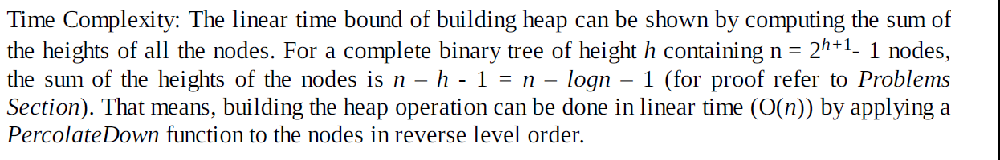 Time Complexity: The linear time bound of building heap can be shown by computing the sum of
the heights of all the nodes. For a complete binary tree of height h containing n = 2^{h+1}- 1 nodes,
the sum of the heights of the nodes is n – h - 1 = n – logn – 1 (for proof refer to Problems
Section). That means, building the heap operation can be done in linear time (O(n)) by applying a
PercolateDown function to the nodes in reverse level order.